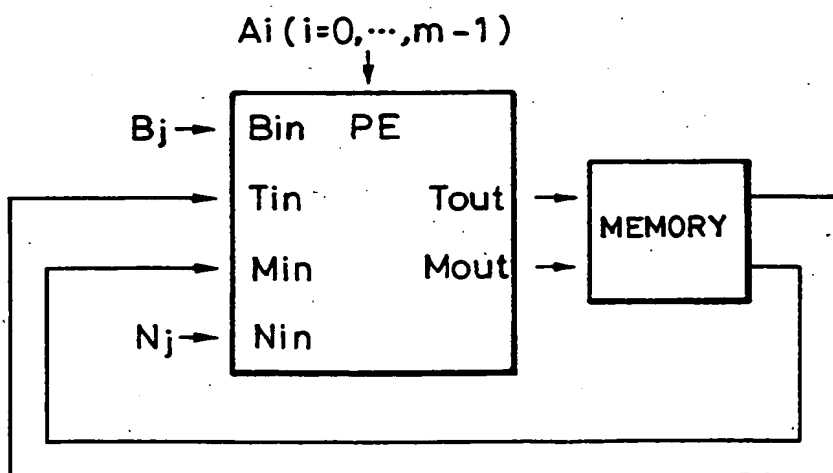 Ai (i=0,···,m-1)
Bj Bin PE
Tin Tout
MEMORY
Min Mout
Nj Nin